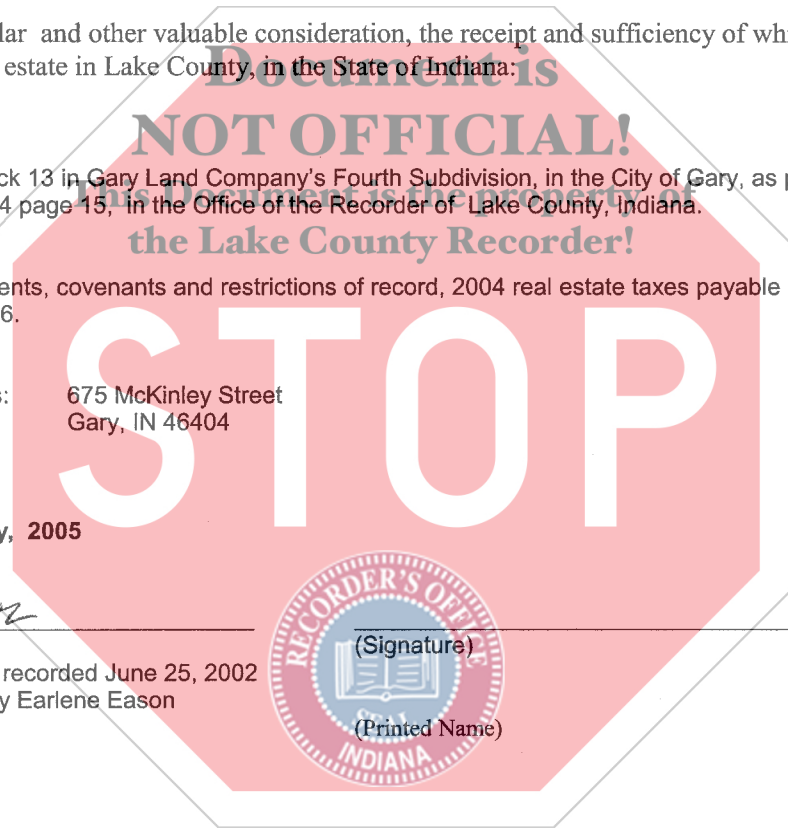 lar and other valuable consideration, the receipt and sufficiency of wh
estate in Lake County, in the State of Indiana:
Document is
NOT OFFICIAL!
ck 13 in Gary Land Company's Fourth Subdivision, in the City of Gary, as p
This Document is the property of
4 page 15, in the Office of the Recorder of Lake County, Indiana.
the Lake County Recorder!
ents, covenants and restrictions of record, 2004 real estate taxes payable
6.
STOP
s: 675 McKinley Street
Gary, IN 46404
y, 2005
(Signature)
recorded June 25, 2002
y Earlene Eason
(Printed Name)
RECORDER'S OFFICE
SEAL
INDIANA